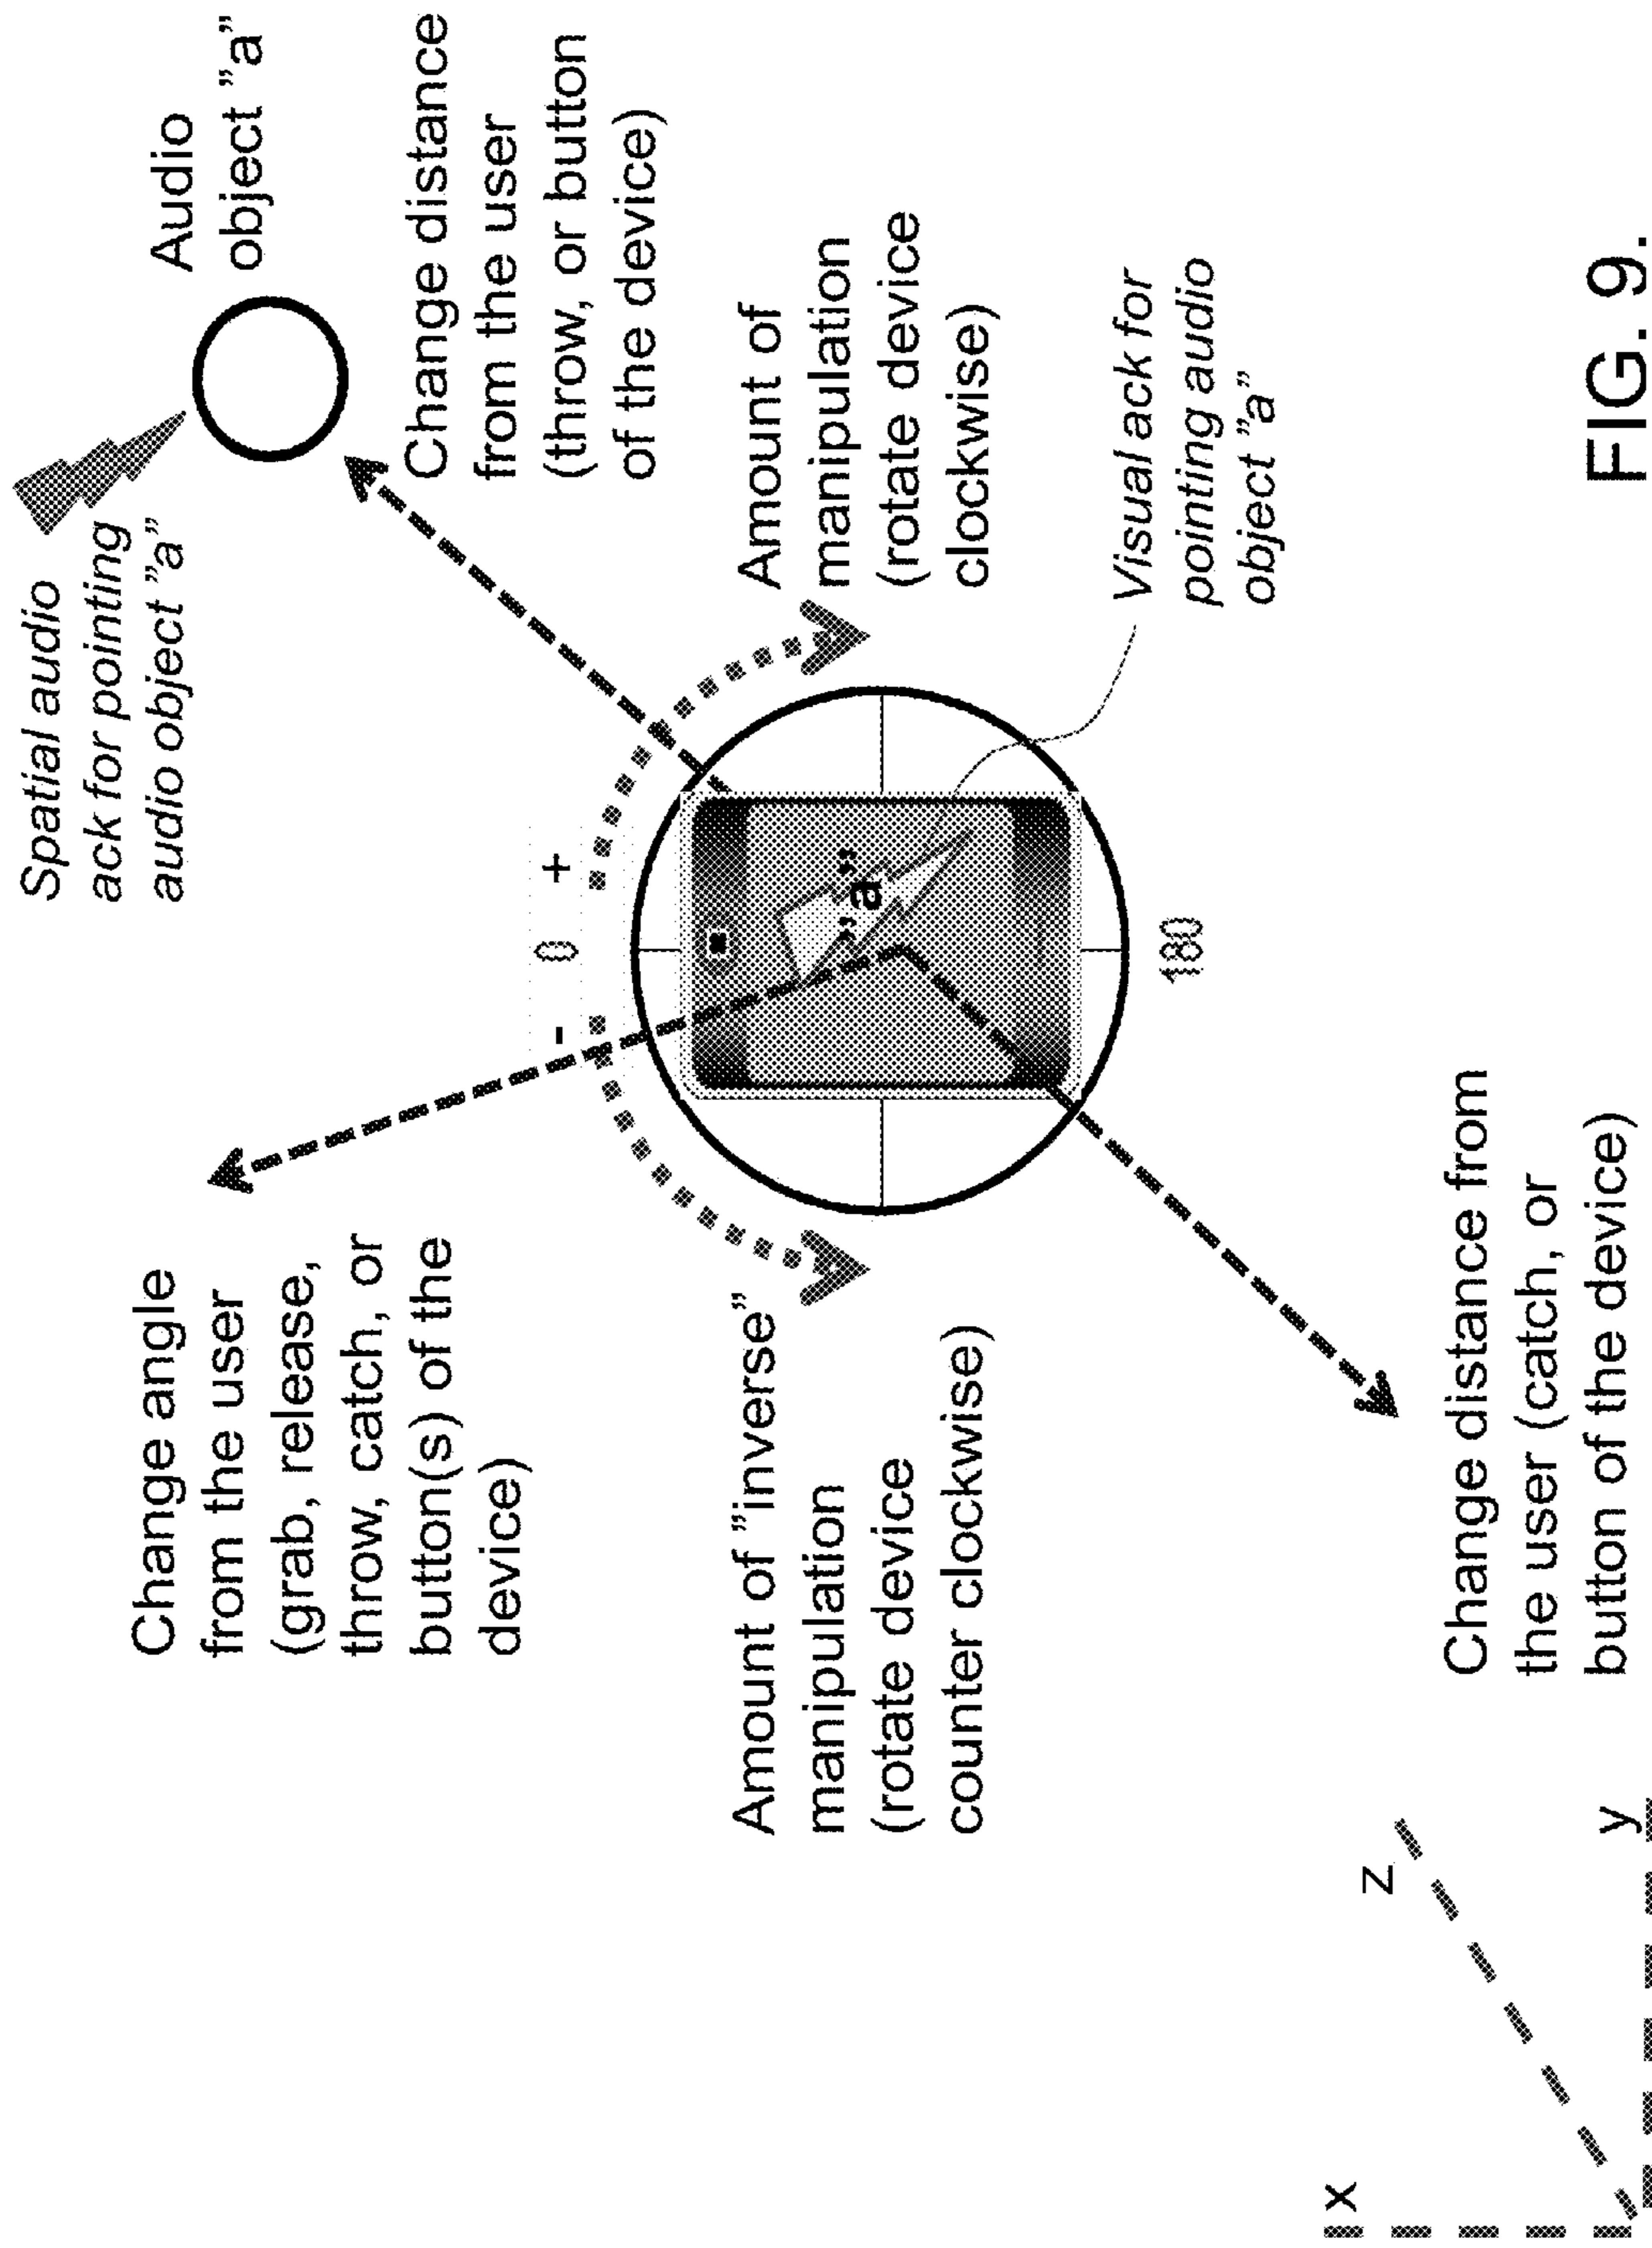 Spatial audio
ack for pointing
audio object ”a”
Audio
object ”a”
Change angle
from the user
(grab, release,
throw, catch, or
button(s) of the
device)
Change distance
from the user
(throw, or button
of the device)
- 0 +
Amount of ”inverse”
manipulation
(rotate device
counter clockwise)
Amount of
manipulation
(rotate device
clockwise)
”a”
Visual ack for
pointing audio
object ”a”
180
Change distance from
the user (catch, or
button of the device)
x
z
y
FIG. 9.